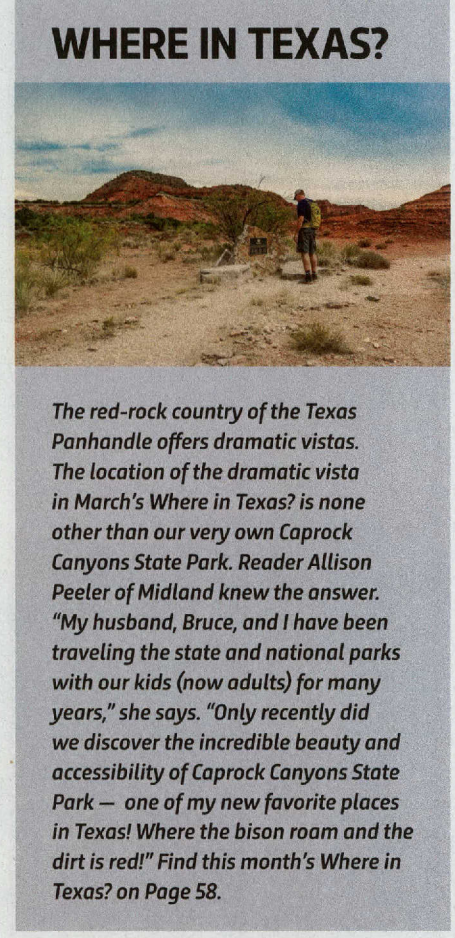 WHERE IN TEXAS?
The red-rock country of the Texas
Panhandle offers dramatic vistas.
The location of the dramatic vista
in March's Where in Texas? is none
other than our very own Caprock
Canyons State Park. Reader Allison
Peeler of Midland knew the answer.
“My husband, Bruce, and I have been
traveling the state and national parks
with our kids (now adults) for many
years,” she says. “Only recently did
we discover the incredible beauty and
accessibility of Caprock Canyons State
Park — one of my new favorite places
in Texas! Where the bison roam and the
dirt is red!” Find this month's Where in
Texas? on Page 58.